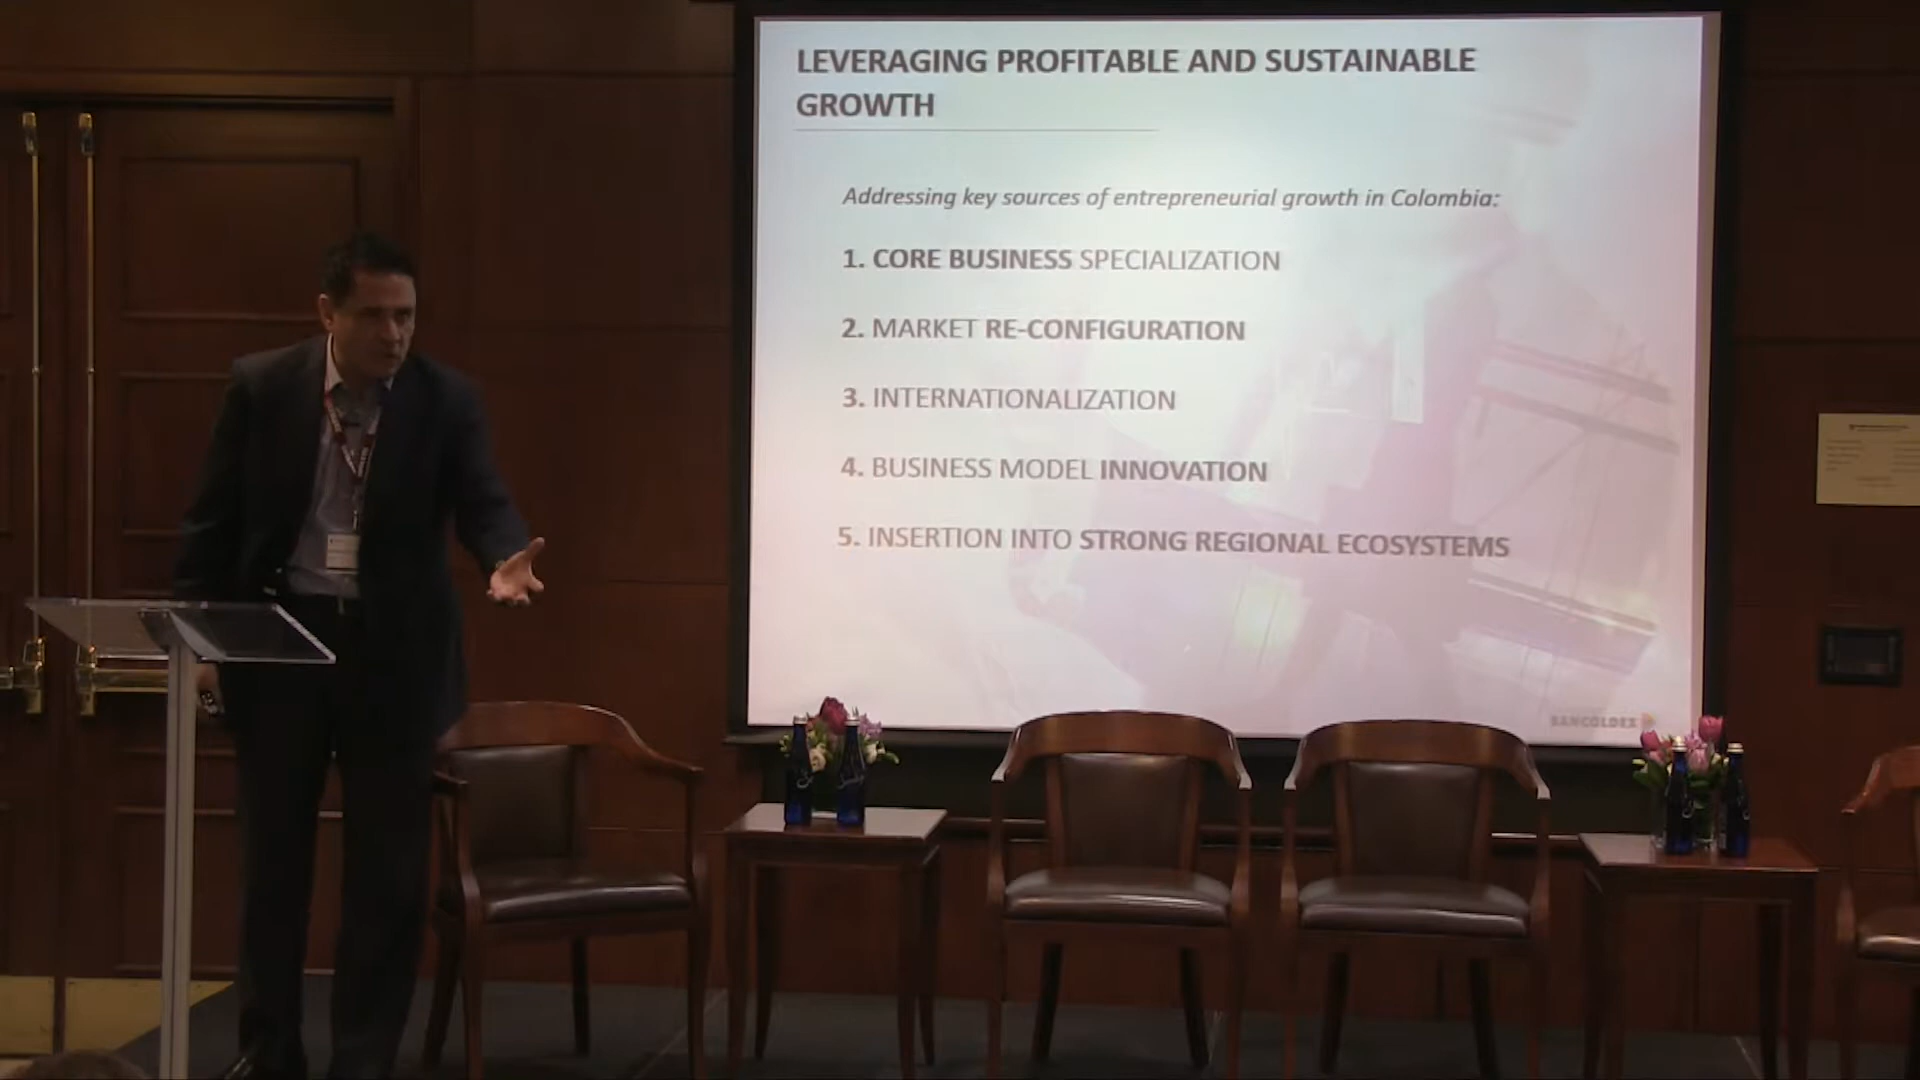 LEVERAGING PROFITABLE AND SUSTAINABLE
GROWTH
Addressing key sources of entrepreneurial growth in Colombia:
1. CORE BUSINESS SPECIALIZATION
2. MARKET RE-CONFIGURATION
3. INTERNATIONALIZATION
4. BUSINESS MODEL INNOVATION
5. INSERTION INTO STRONG REGIONAL ECOSYSTEMS
BANCOLDEX